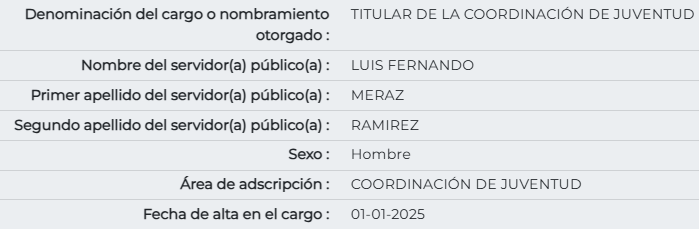 Denominación del cargo o nombramiento TITULAR DE LA COORDINACIÓN DE JUVENTUD
otorgado :
Nombre del servidor(a) público(a) : LUIS FERNANDO
Primer apellido del servidor(a) público(a) : MERAZ
Segundo apellido del servidor(a) público(a) : RAMIREZ
Sexo : Hombre
Área de adscripción : COORDINACIÓN DE JUVENTUD
Fecha de alta en el cargo : 01-01-2025